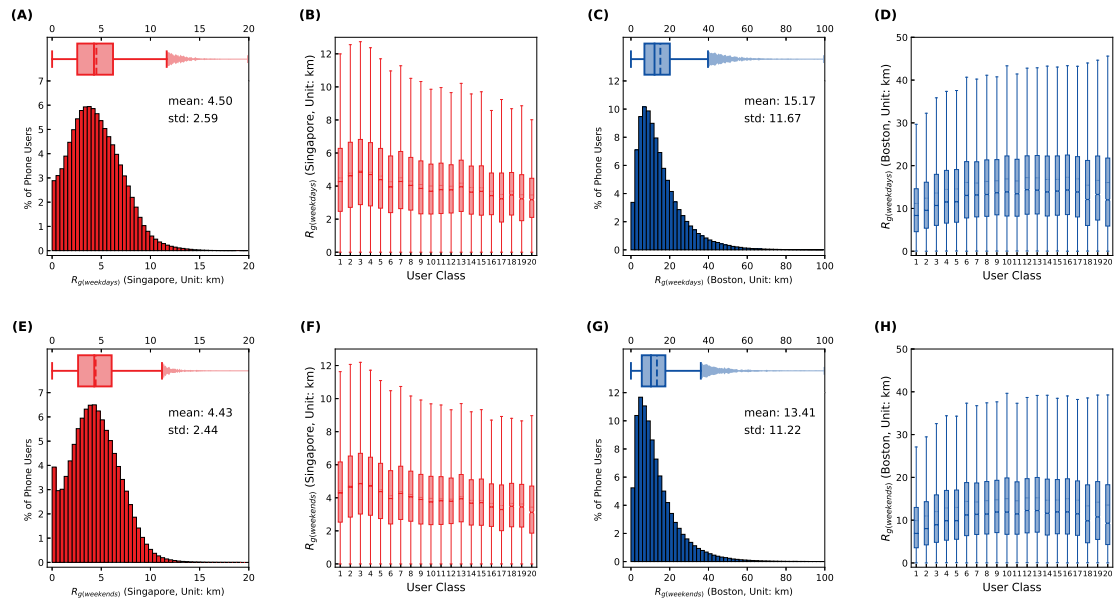 (A)
0 5 10 15 20
7
6
5
4
3
2
1
0
% of Phone Users
mean: 4.50
std: 2.59
0 5 10 15 20
Rg(weekdays) (Singapore, Unit: km)
(B)
12
10
8
6
4
2
0
Rg(weekdays) (Singapore, Unit: km)
1 2 3 4 5 6 7 8 9 10 11 12 13 14 15 16 17 18 19 20
User Class
(C)
0 20 40 60 80 100
12
10
8
6
4
2
0
% of Phone Users
mean: 15.17
std: 11.67
0 20 40 60 80 100
Rg(weekdays) (Boston, Unit: km)
(D)
50
40
30
20
10
0
Rg(weekdays) (Boston, Unit: km)
1 2 3 4 5 6 7 8 9 10 11 12 13 14 15 16 17 18 19 20
User Class
(E)
0 5 10 15 20
7
6
5
4
3
2
1
0
% of Phone Users
mean: 4.43
std: 2.44
0 5 10 15 20
Rg(weekends) (Singapore, Unit: km)
(F)
12
10
8
6
4
2
0
Rg(weekends) (Singapore, Unit: km)
1 2 3 4 5 6 7 8 9 10 11 12 13 14 15 16 17 18 19 20
User Class
(G)
0 20 40 60 80 100
12
10
8
6
4
2
0
% of Phone Users
mean: 13.41
std: 11.22
0 20 40 60 80 100
Rg(weekends) (Boston, Unit: km)
(H)
50
40
30
20
10
0
Rg(weekends) (Boston, Unit: km)
1 2 3 4 5 6 7 8 9 10 11 12 13 14 15 16 17 18 19 20
User Class